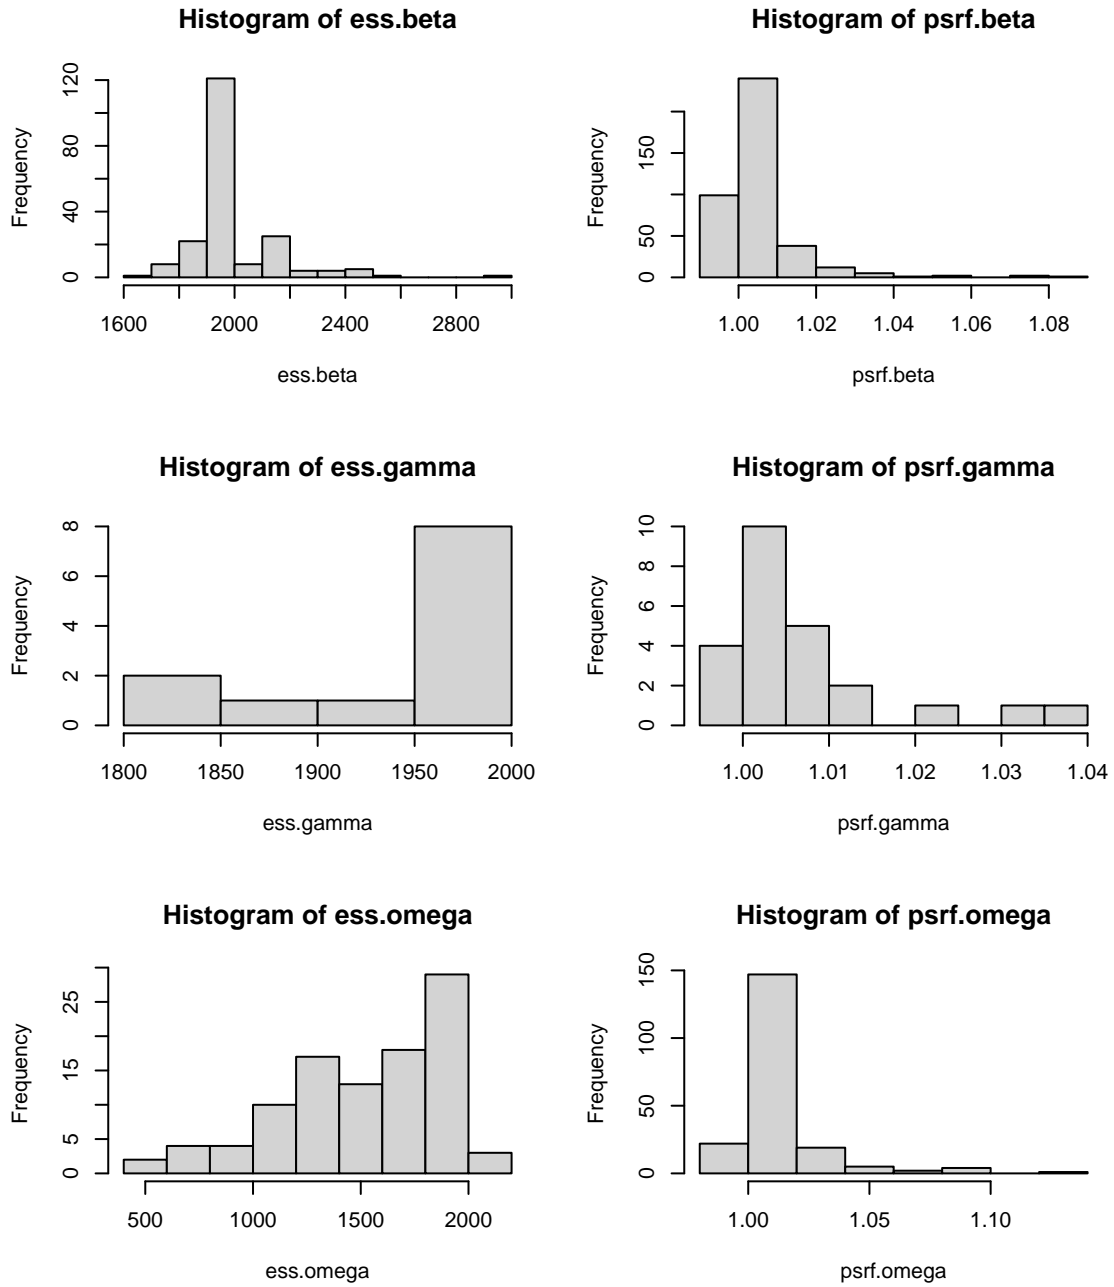 Histogram of ess.beta
Frequency
0 40 80 120
1600 2000 2400 2800
ess.beta
Histogram of psrf.beta
Frequency
0 50 150
1.00 1.02 1.04 1.06 1.08
psrf.beta
Histogram of ess.gamma
Frequency
0 2 4 6 8
1800 1850 1900 1950 2000
ess.gamma
Histogram of psrf.gamma
Frequency
0 2 4 6 8 10
1.00 1.01 1.02 1.03 1.04
psrf.gamma
Histogram of ess.omega
Frequency
0 5 15 25
500 1000 1500 2000
ess.omega
Histogram of psrf.omega
Frequency
0 50 100 150
1.00 1.05 1.10
psrf.omega